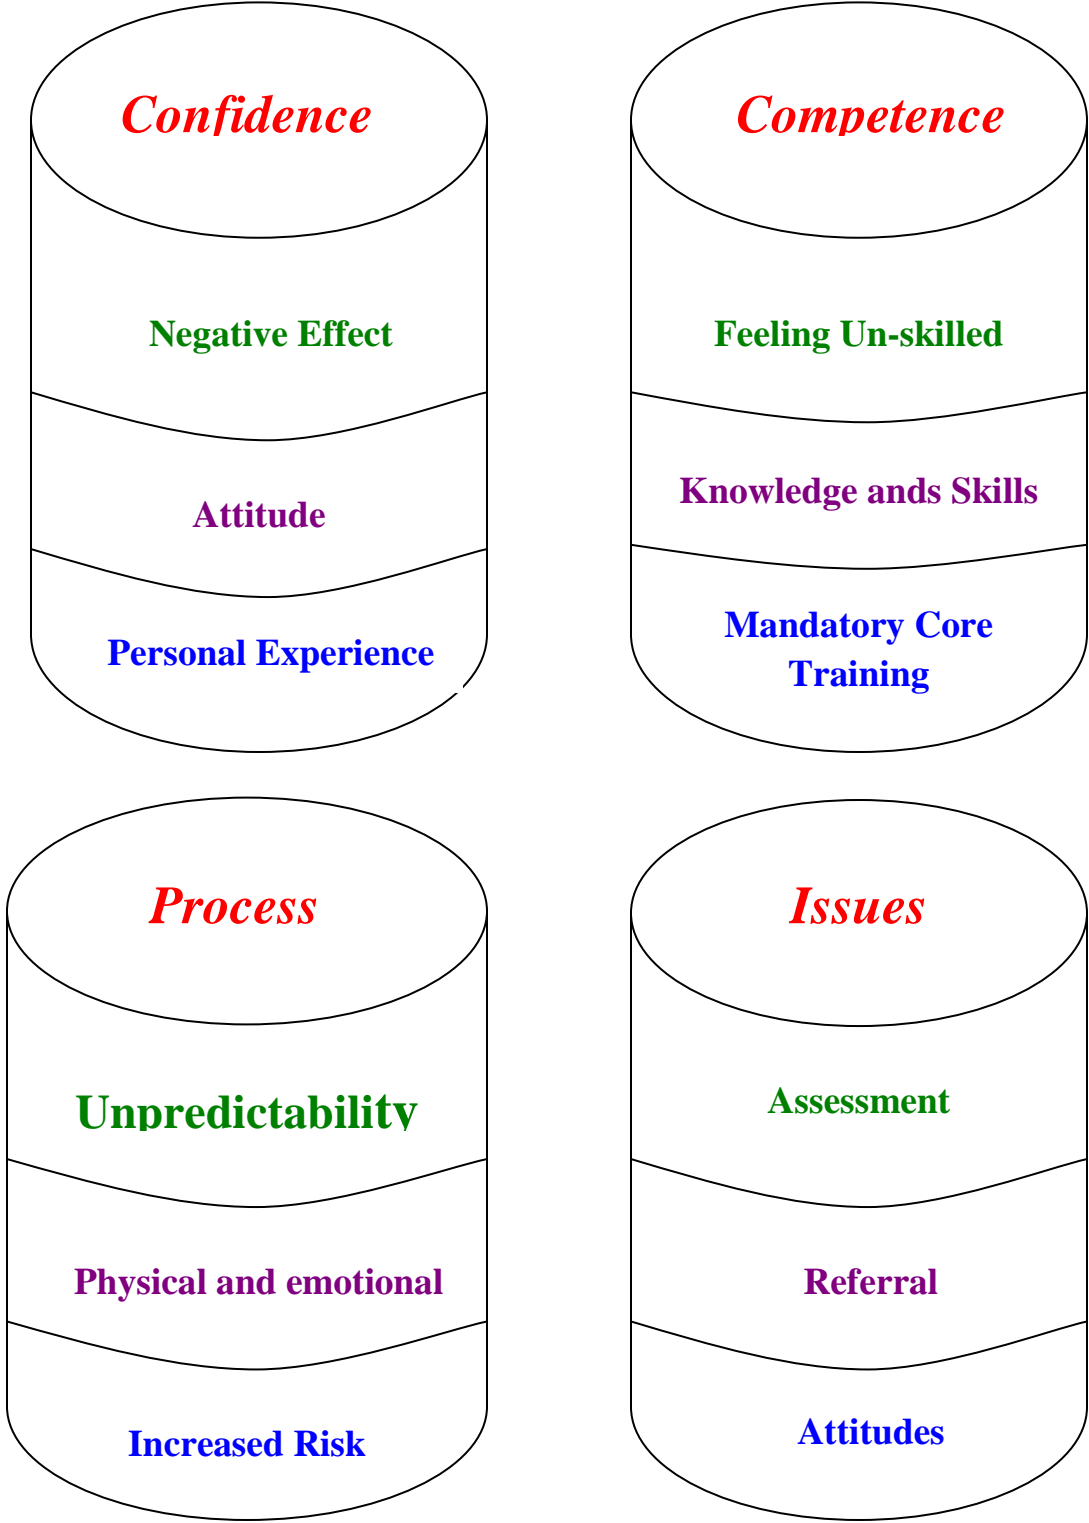 Confidence
Negative Effect
Attitude
Personal Experience
Competence
Feeling Un-skilled
Knowledge ands Skills
Mandatory Core
Training
Process
Unpredictability
Physical and emotional
Increased Risk
Issues
Assessment
Referral
Attitudes